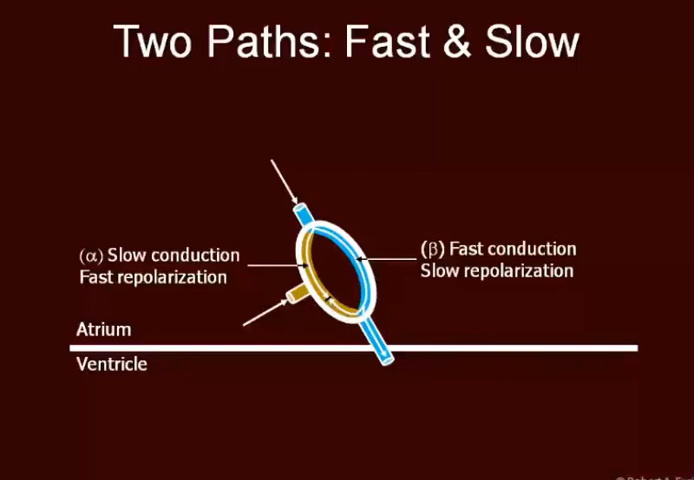 Two Paths: Fast & Slow
(α) Slow conduction
Fast repolarization
(β) Fast conduction
Slow repolarization
Atrium
Ventricle